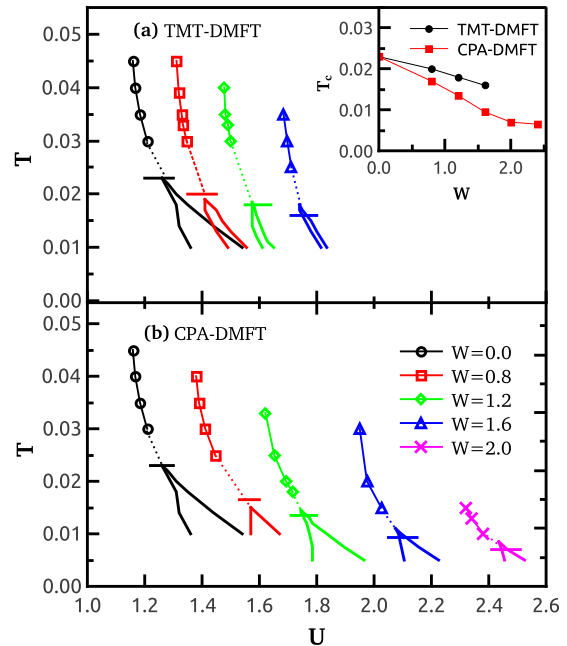 (a) TMT-DMFT
0.05
0.04
0.03
0.02
0.01
0.00
T
TMT-DMFT
CPA-DMFT
T_c
0.03
0.02
0.01
0.00
0.0
1.0
2.0
W
(b) CPA-DMFT
0.05
0.04
0.03
0.02
0.01
0.00
T
W=0.0
W=0.8
W=1.2
W=1.6
W=2.0
1.0 1.2 1.4 1.6 1.8 2.0 2.2 2.4 2.6
U